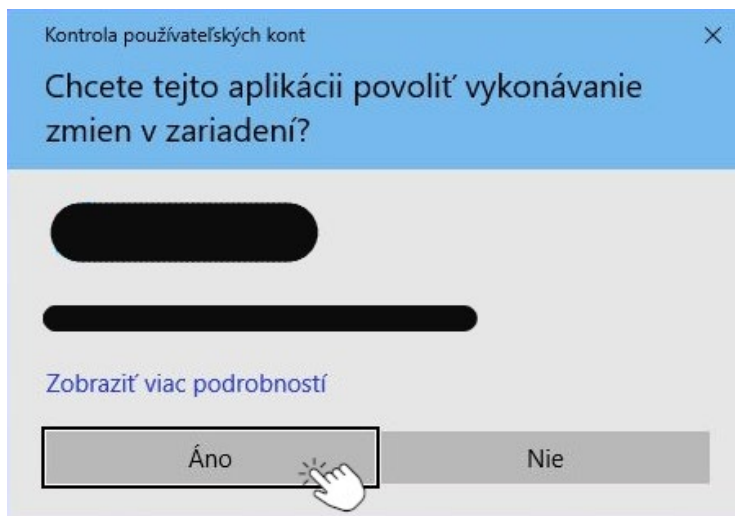 Kontrola používateľských kont
Chcete tejto aplikácii povoliť vykonávanie
zmien v zariadení?
Zobraziť viac podrobností
Áno
Nie